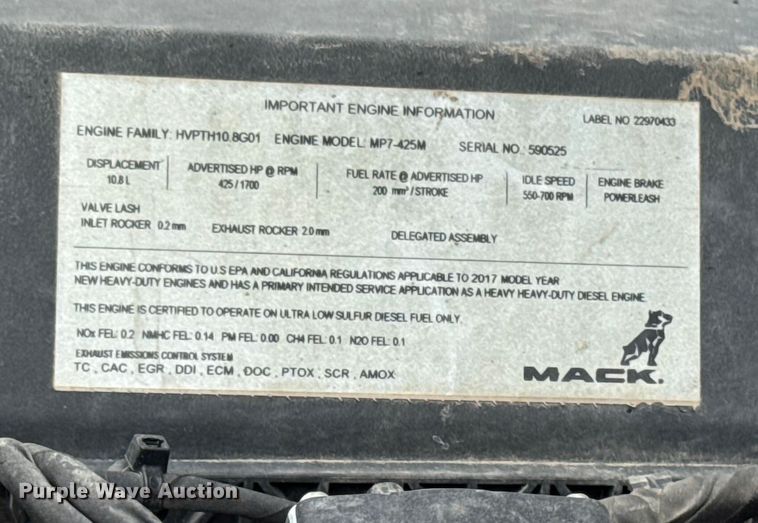 IMPORTANT ENGINE INFORMATION
LABEL NO 22970433
ENGINE FAMILY: HVPTH10.8G01 ENGINE MODEL: MP7-425M SERIAL NO.: 590525
DISPLACEMENT ADVERTISED HP @ RPM FUEL RATE @ ADVERTISED HP IDLE SPEED ENGINE BRAKE
10.8 L 425 / 1700 200 mm³ / STROKE 550-700 RPM POWERLEASH
VALVE LASH
INLET ROCKER 0.2 mm EXHAUST ROCKER 2.0 mm DELEGATED ASSEMBLY
THIS ENGINE CONFORMS TO U.S EPA AND CALIFORNIA REGULATIONS APPLICABLE TO 2017 MODEL YEAR
NEW HEAVY-DUTY ENGINES AND HAS A PRIMARY INTENDED SERVICE APPLICATION AS A HEAVY HEAVY-DUTY DIESEL ENGINE.
THIS ENGINE IS CERTIFIED TO OPERATE ON ULTRA LOW SULFUR DIESEL FUEL ONLY.
NOx FEL: 0.2 NMHC FEL: 0.14 PM FEL: 0.00 CH4 FEL: 0.1 N2O FEL: 0.1
EXHAUST EMISSIONS CONTROL SYSTEM
TC , CAC , EGR , DDI , ECM , DOC , PTOX , SCR , AMOX
MACK.
Purple Wave Auction